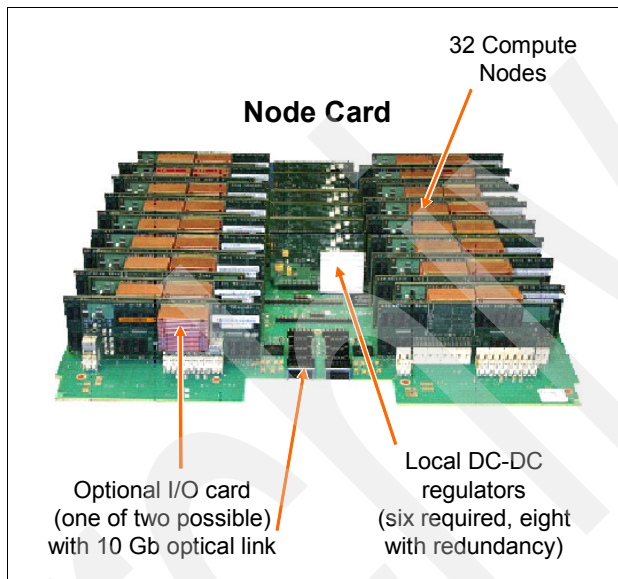 32 Compute
Nodes
Node Card
Optional I/O card
(one of two possible)
with 10 Gb optical link
Local DC-DC
regulators
(six required, eight
with redundancy)